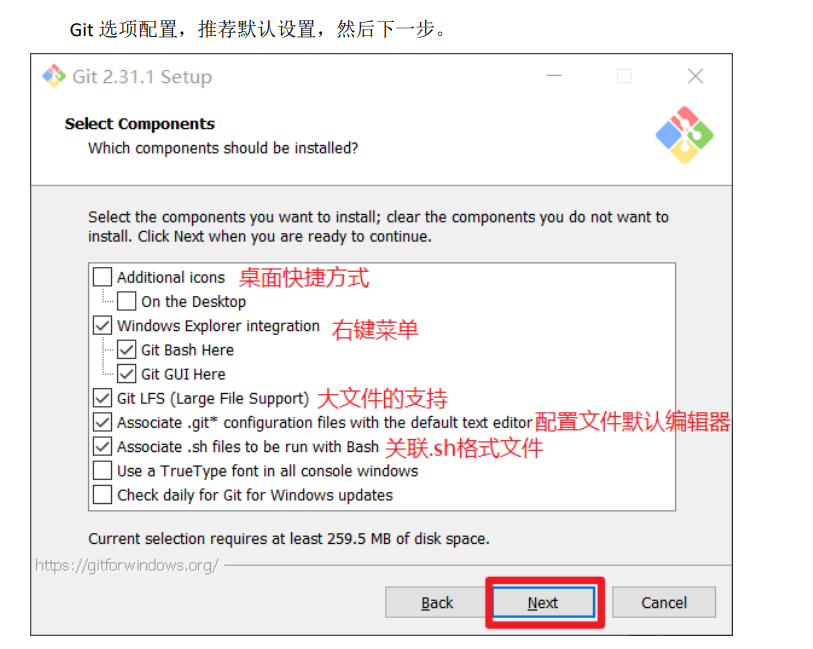 Git 选项配置，推荐默认设置，然后下一步。
Git 2.31.1 Setup
Select Components
Which components should be installed?
Select the components you want to install; clear the components you do not want to
install. Click Next when you are ready to continue.
Additional icons 桌面快捷方式
On the Desktop
Windows Explorer integration 右键菜单
Git Bash Here
Git GUI Here
Git LFS (Large File Support) 大文件的支持
Associate .git* configuration files with the default text editor 配置文件默认编辑器
Associate .sh files to be run with Bash 关联.sh格式文件
Use a TrueType font in all console windows
Check daily for Git for Windows updates
Current selection requires at least 259.5 MB of disk space.
https://gitforwindows.org/
Back Next Cancel